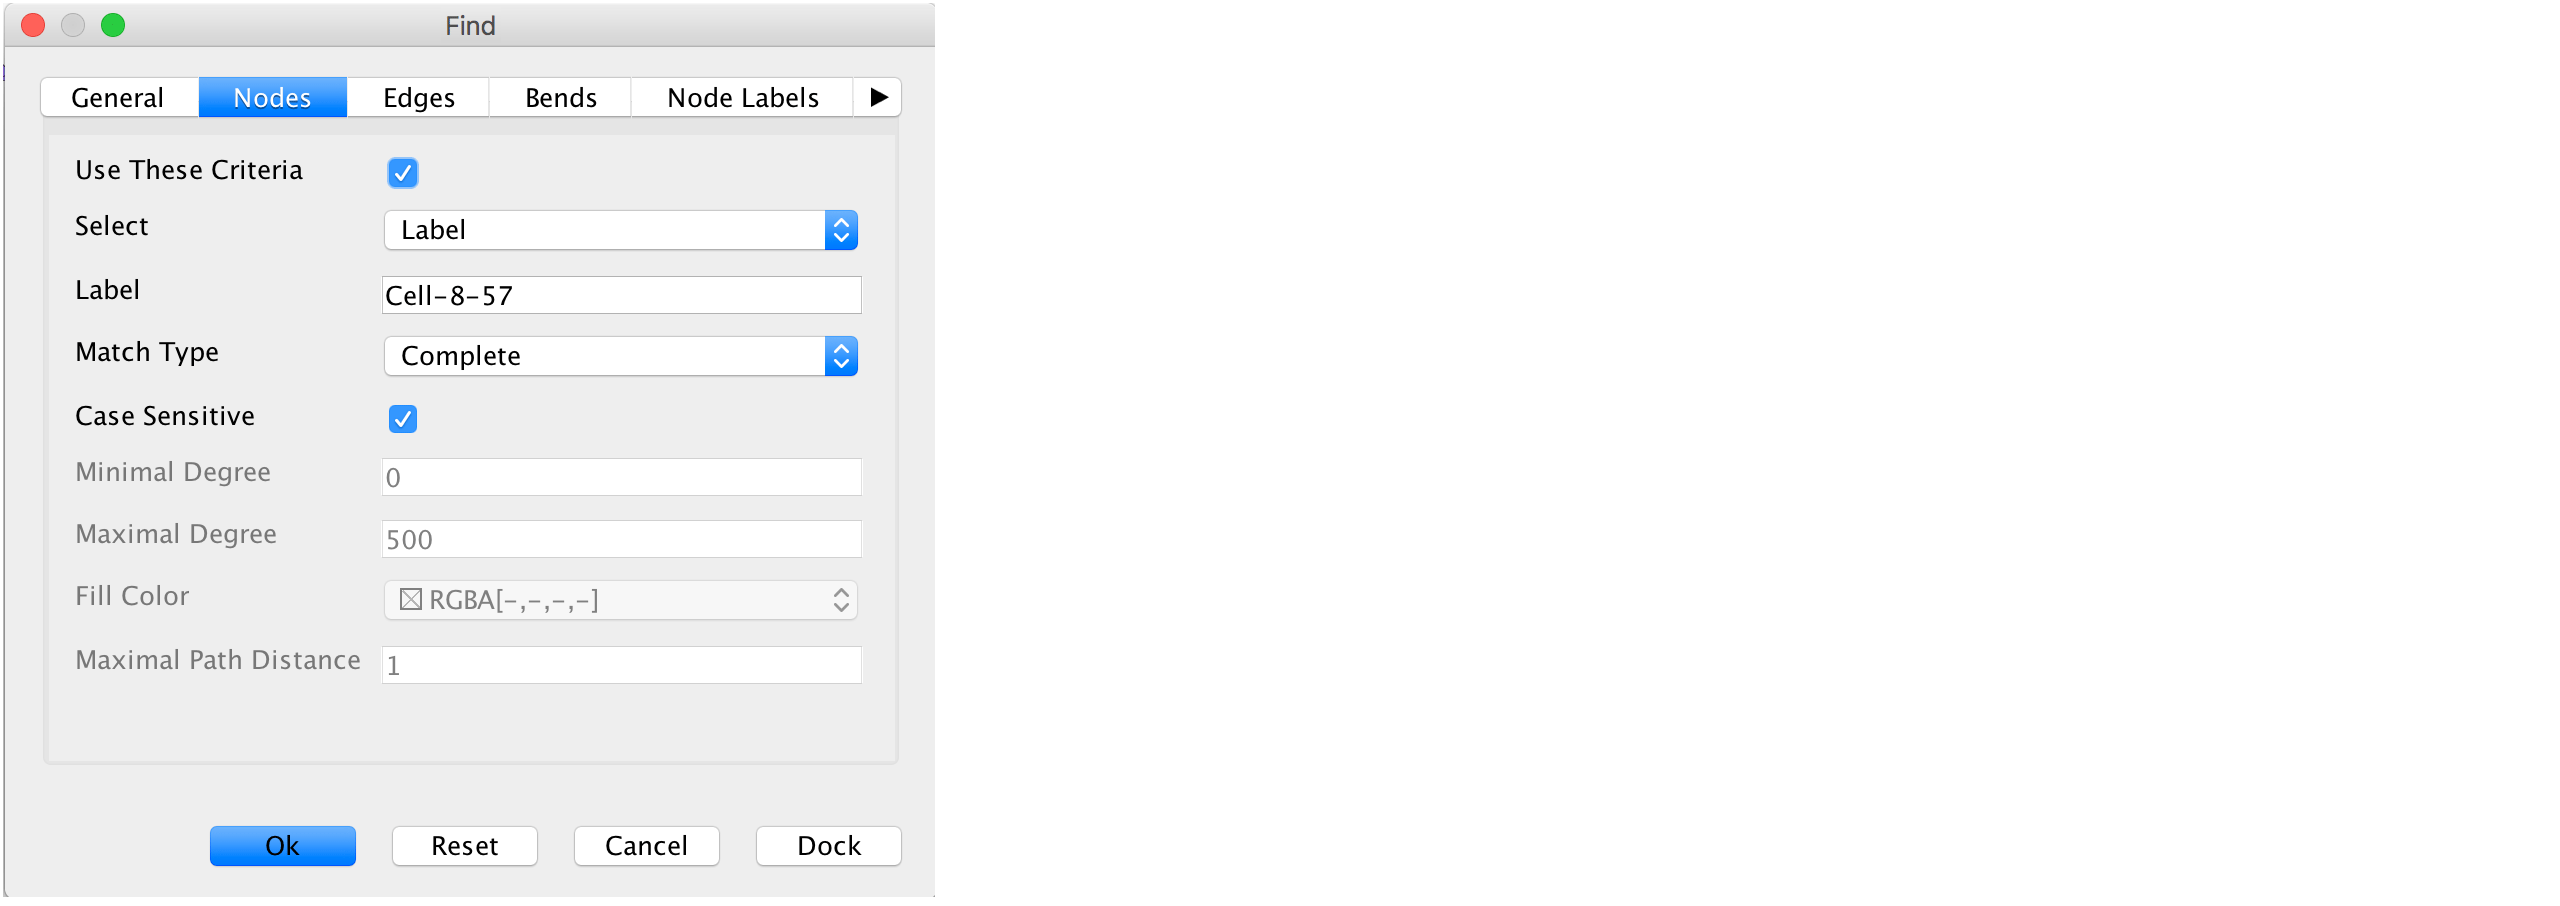 Find
General Nodes Edges Bends Node Labels
Use These Criteria
Select Label
Label Cell-8-57
Match Type Complete
Case Sensitive
Minimal Degree 0
Maximal Degree 500
Fill Color RGBA[-,-,-,-]
Maximal Path Distance 1
Ok Reset Cancel Dock